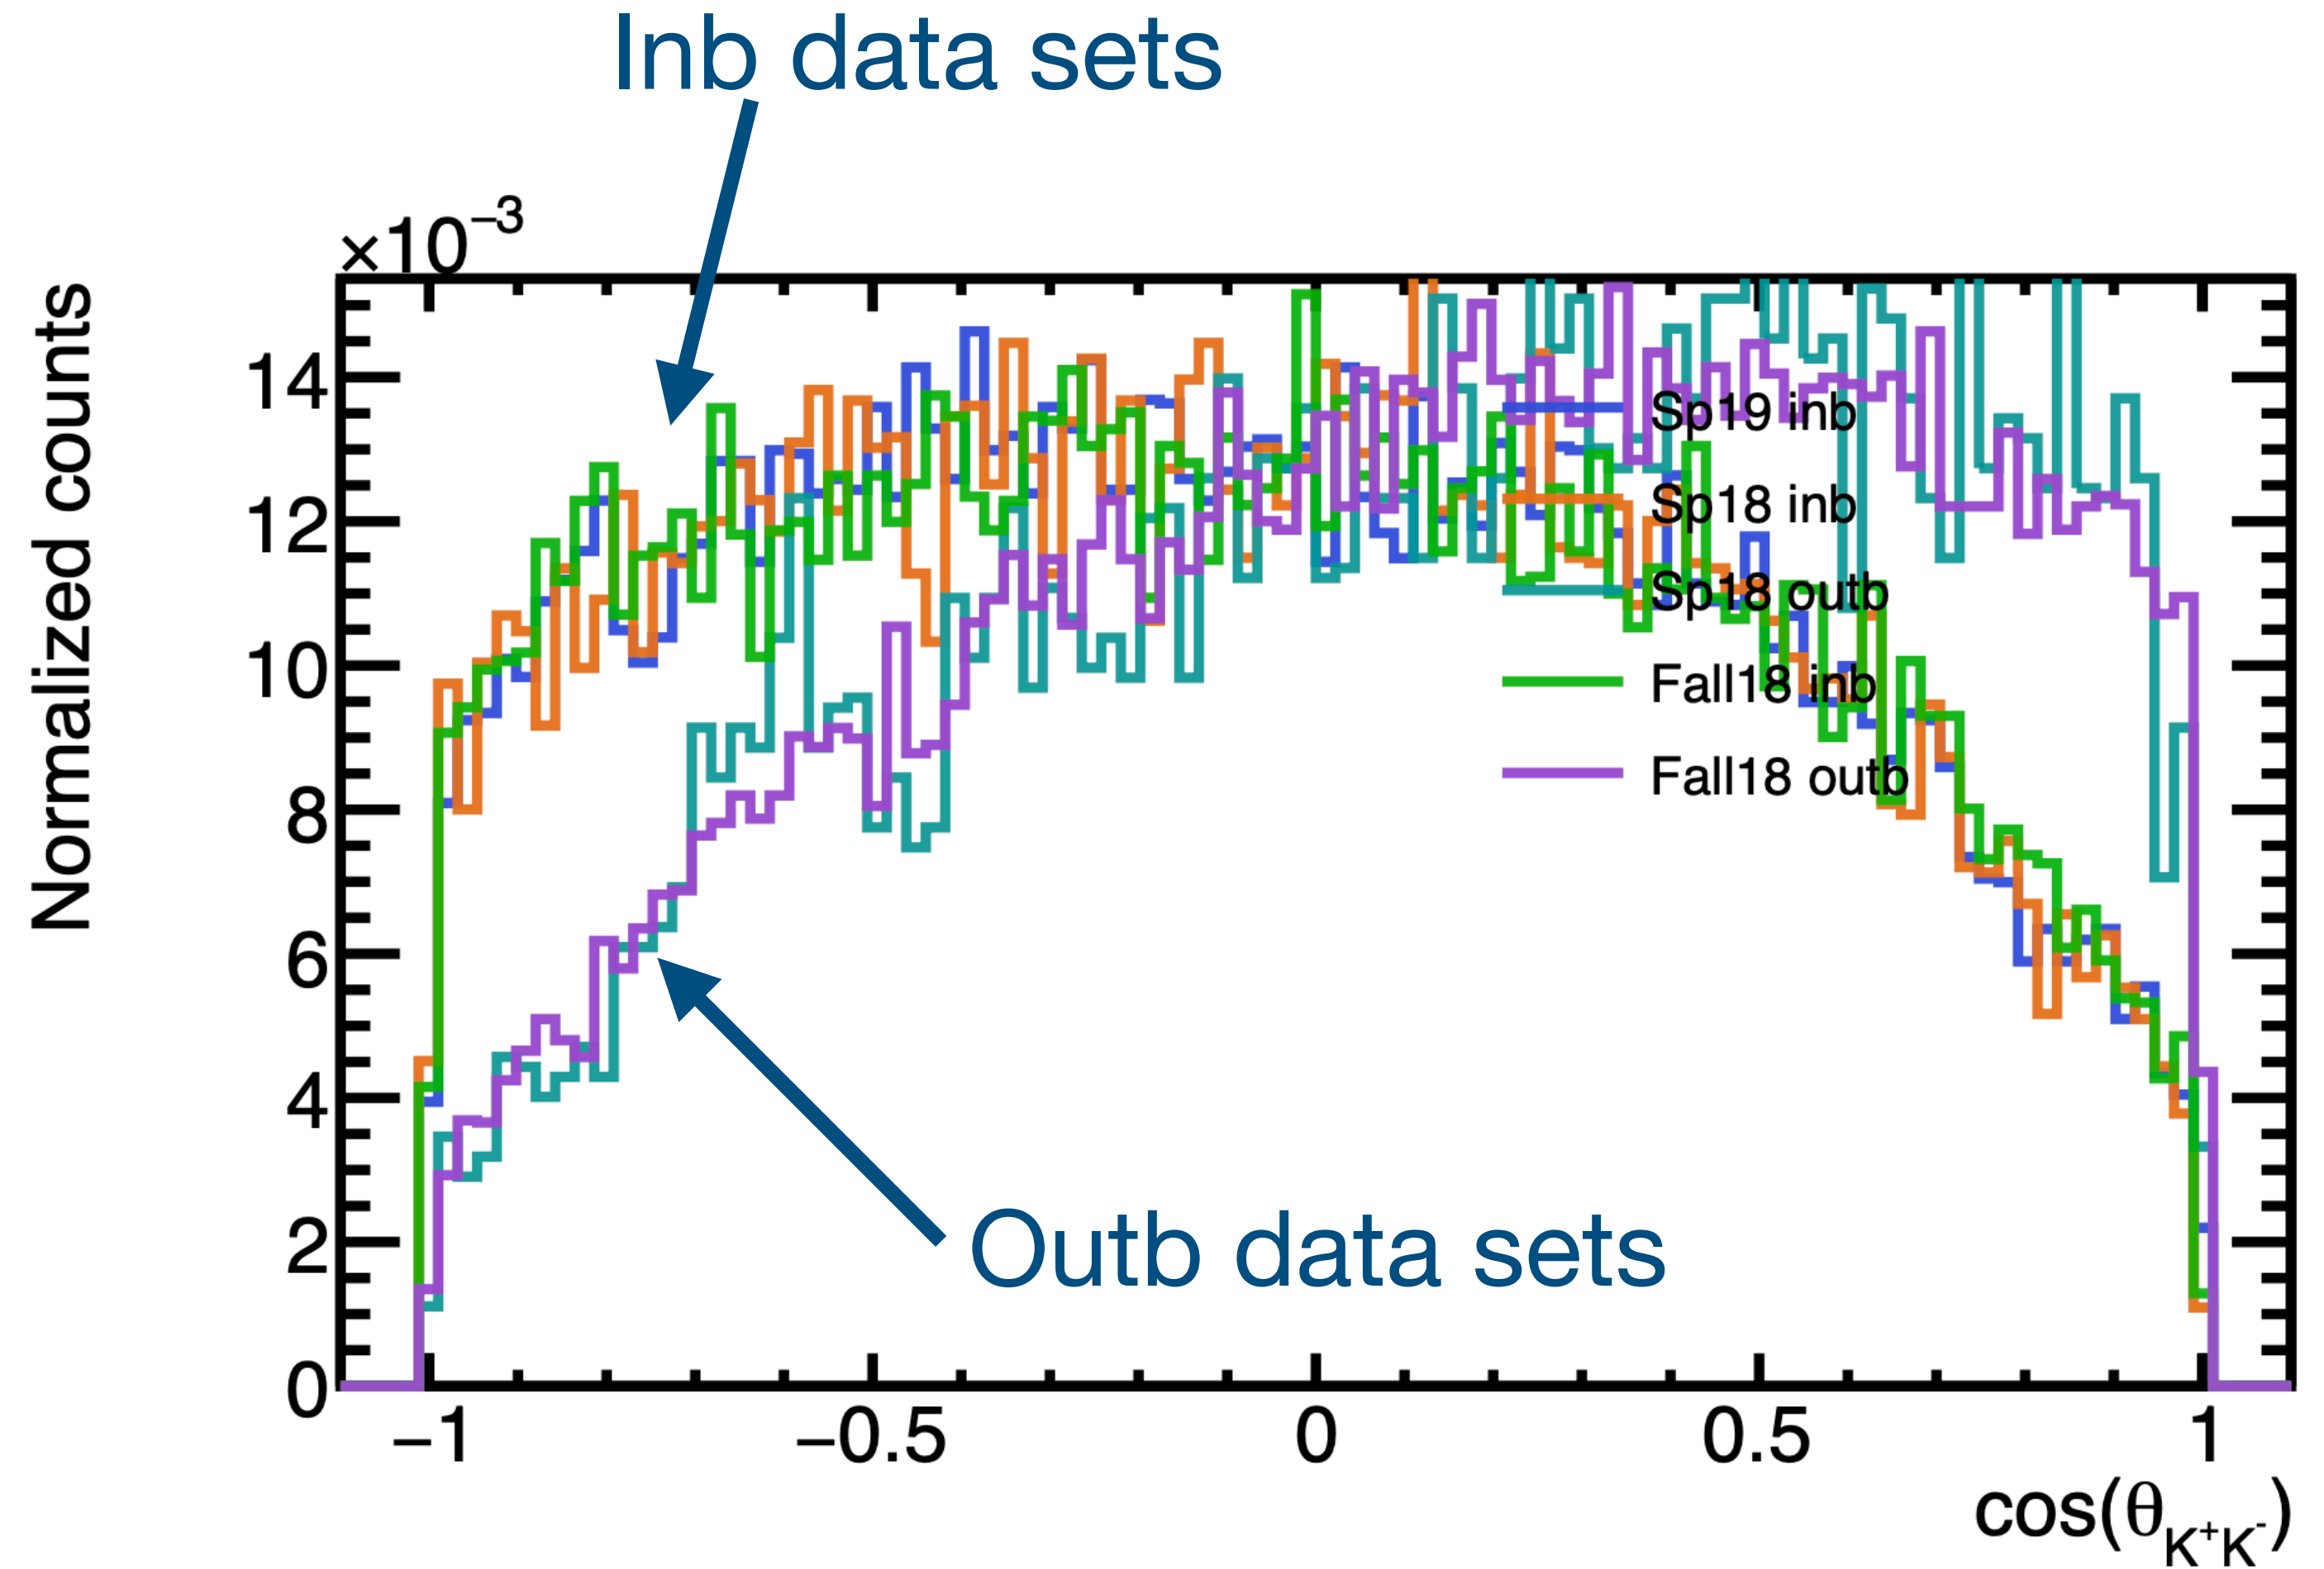 Inb data sets
×10⁻³
Normalized counts
14
12
10
8
6
4
2
0
Sp19 inb
Sp18 inb
Sp18 outb
Fall18 inb
Fall18 outb
Outb data sets
−1
−0.5
0
0.5
1
cos(θ_K⁺K⁻)